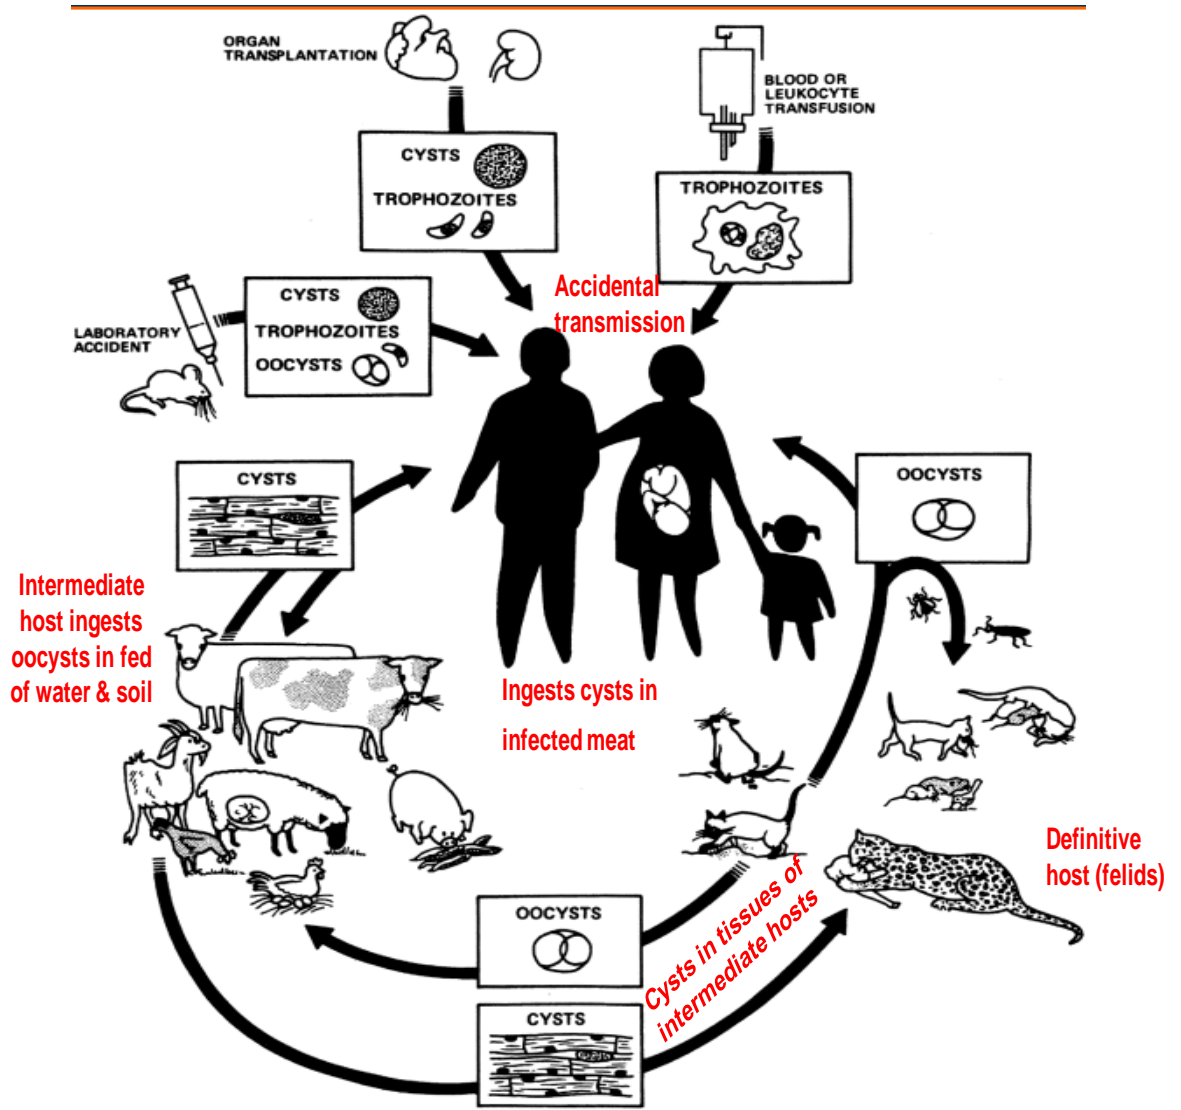 ORGAN
TRANSPLANTATION
BLOOD OR
LEUKOCYTE
TRANSFUSION
CYSTS
TROPHOZOITES
TROPHOZOITES
Accidental
transmission
CYSTS
TROPHOZOITES
OOCYSTS
LABORATORY
ACCIDENT
CYSTS
OOCYSTS
Intermediate
host ingests
oocysts in fed
of water & soil
Ingests cysts in
infected meat
Definitive
host (felids)
OOCYSTS
Cysts in tissues of
intermediate hosts
CYSTS